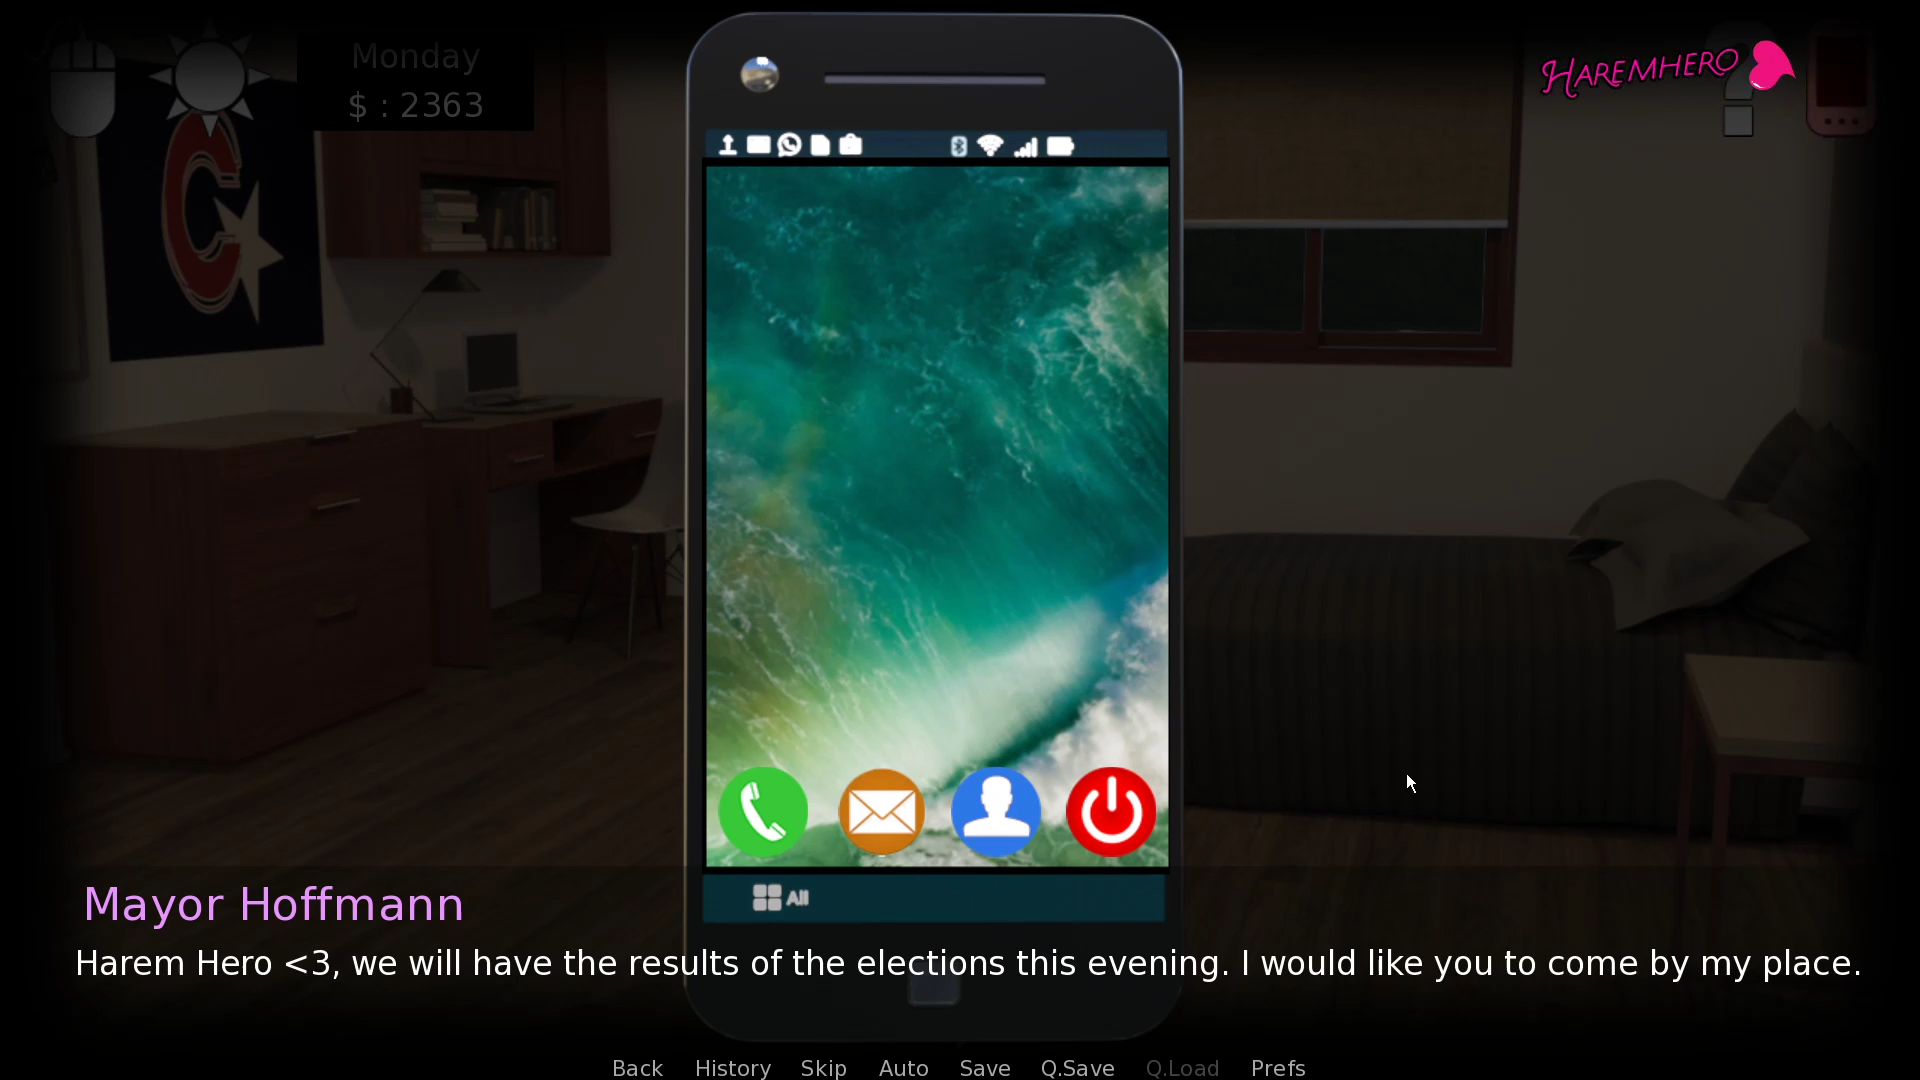 Monday
$ : 2363
HAREMHERO
C
All
Mayor Hoffmann
Harem Hero <3, we will have the results of the elections this evening. I would like you to come by my place.
Back History Skip Auto Save Q.Save Q.Load Prefs